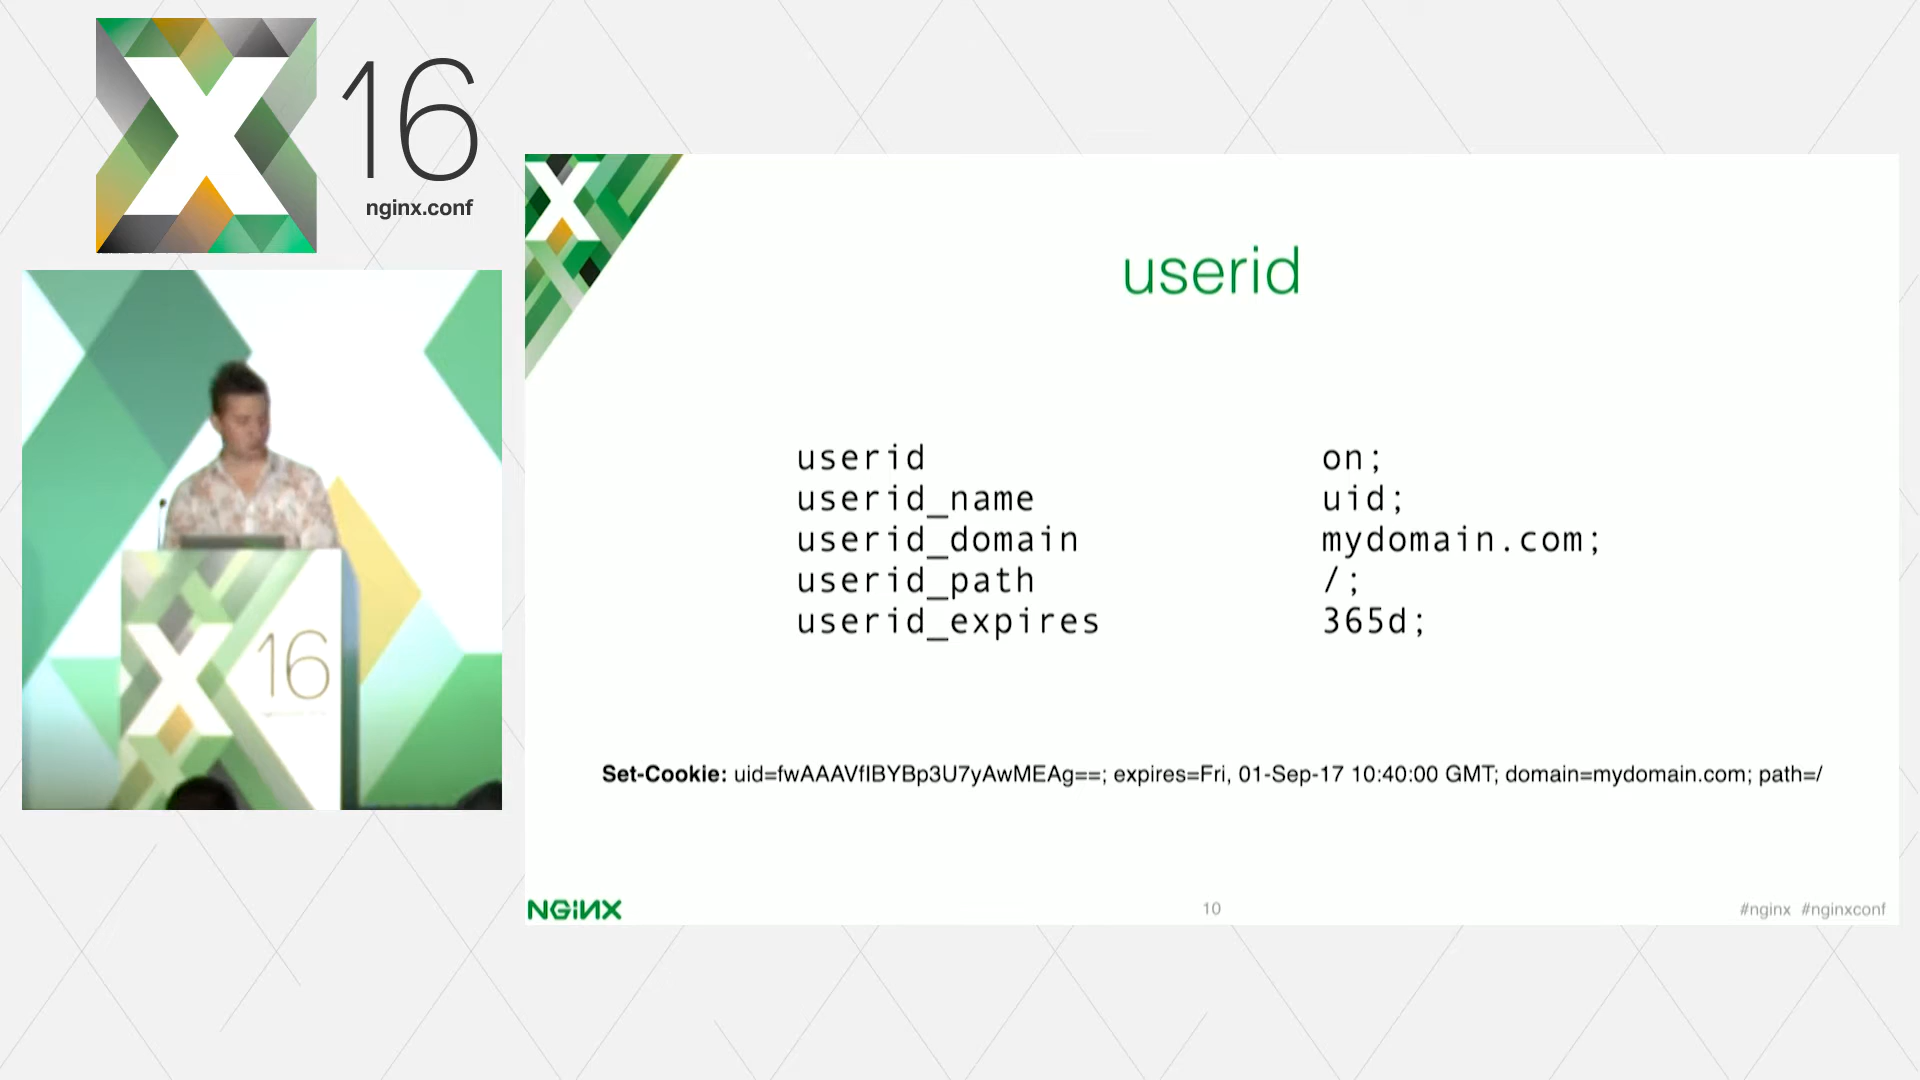 X 16
nginx.conf
X
userid
userid on;
userid_name uid;
userid_domain mydomain.com;
userid_path /;
userid_expires 365d;
Set-Cookie: uid=fwAAAVflBYBp3U7yAwMEAg==; expires=Fri, 01-Sep-17 10:40:00 GMT; domain=mydomain.com; path=/
X 16
NGINX
10
#nginx #nginxconf